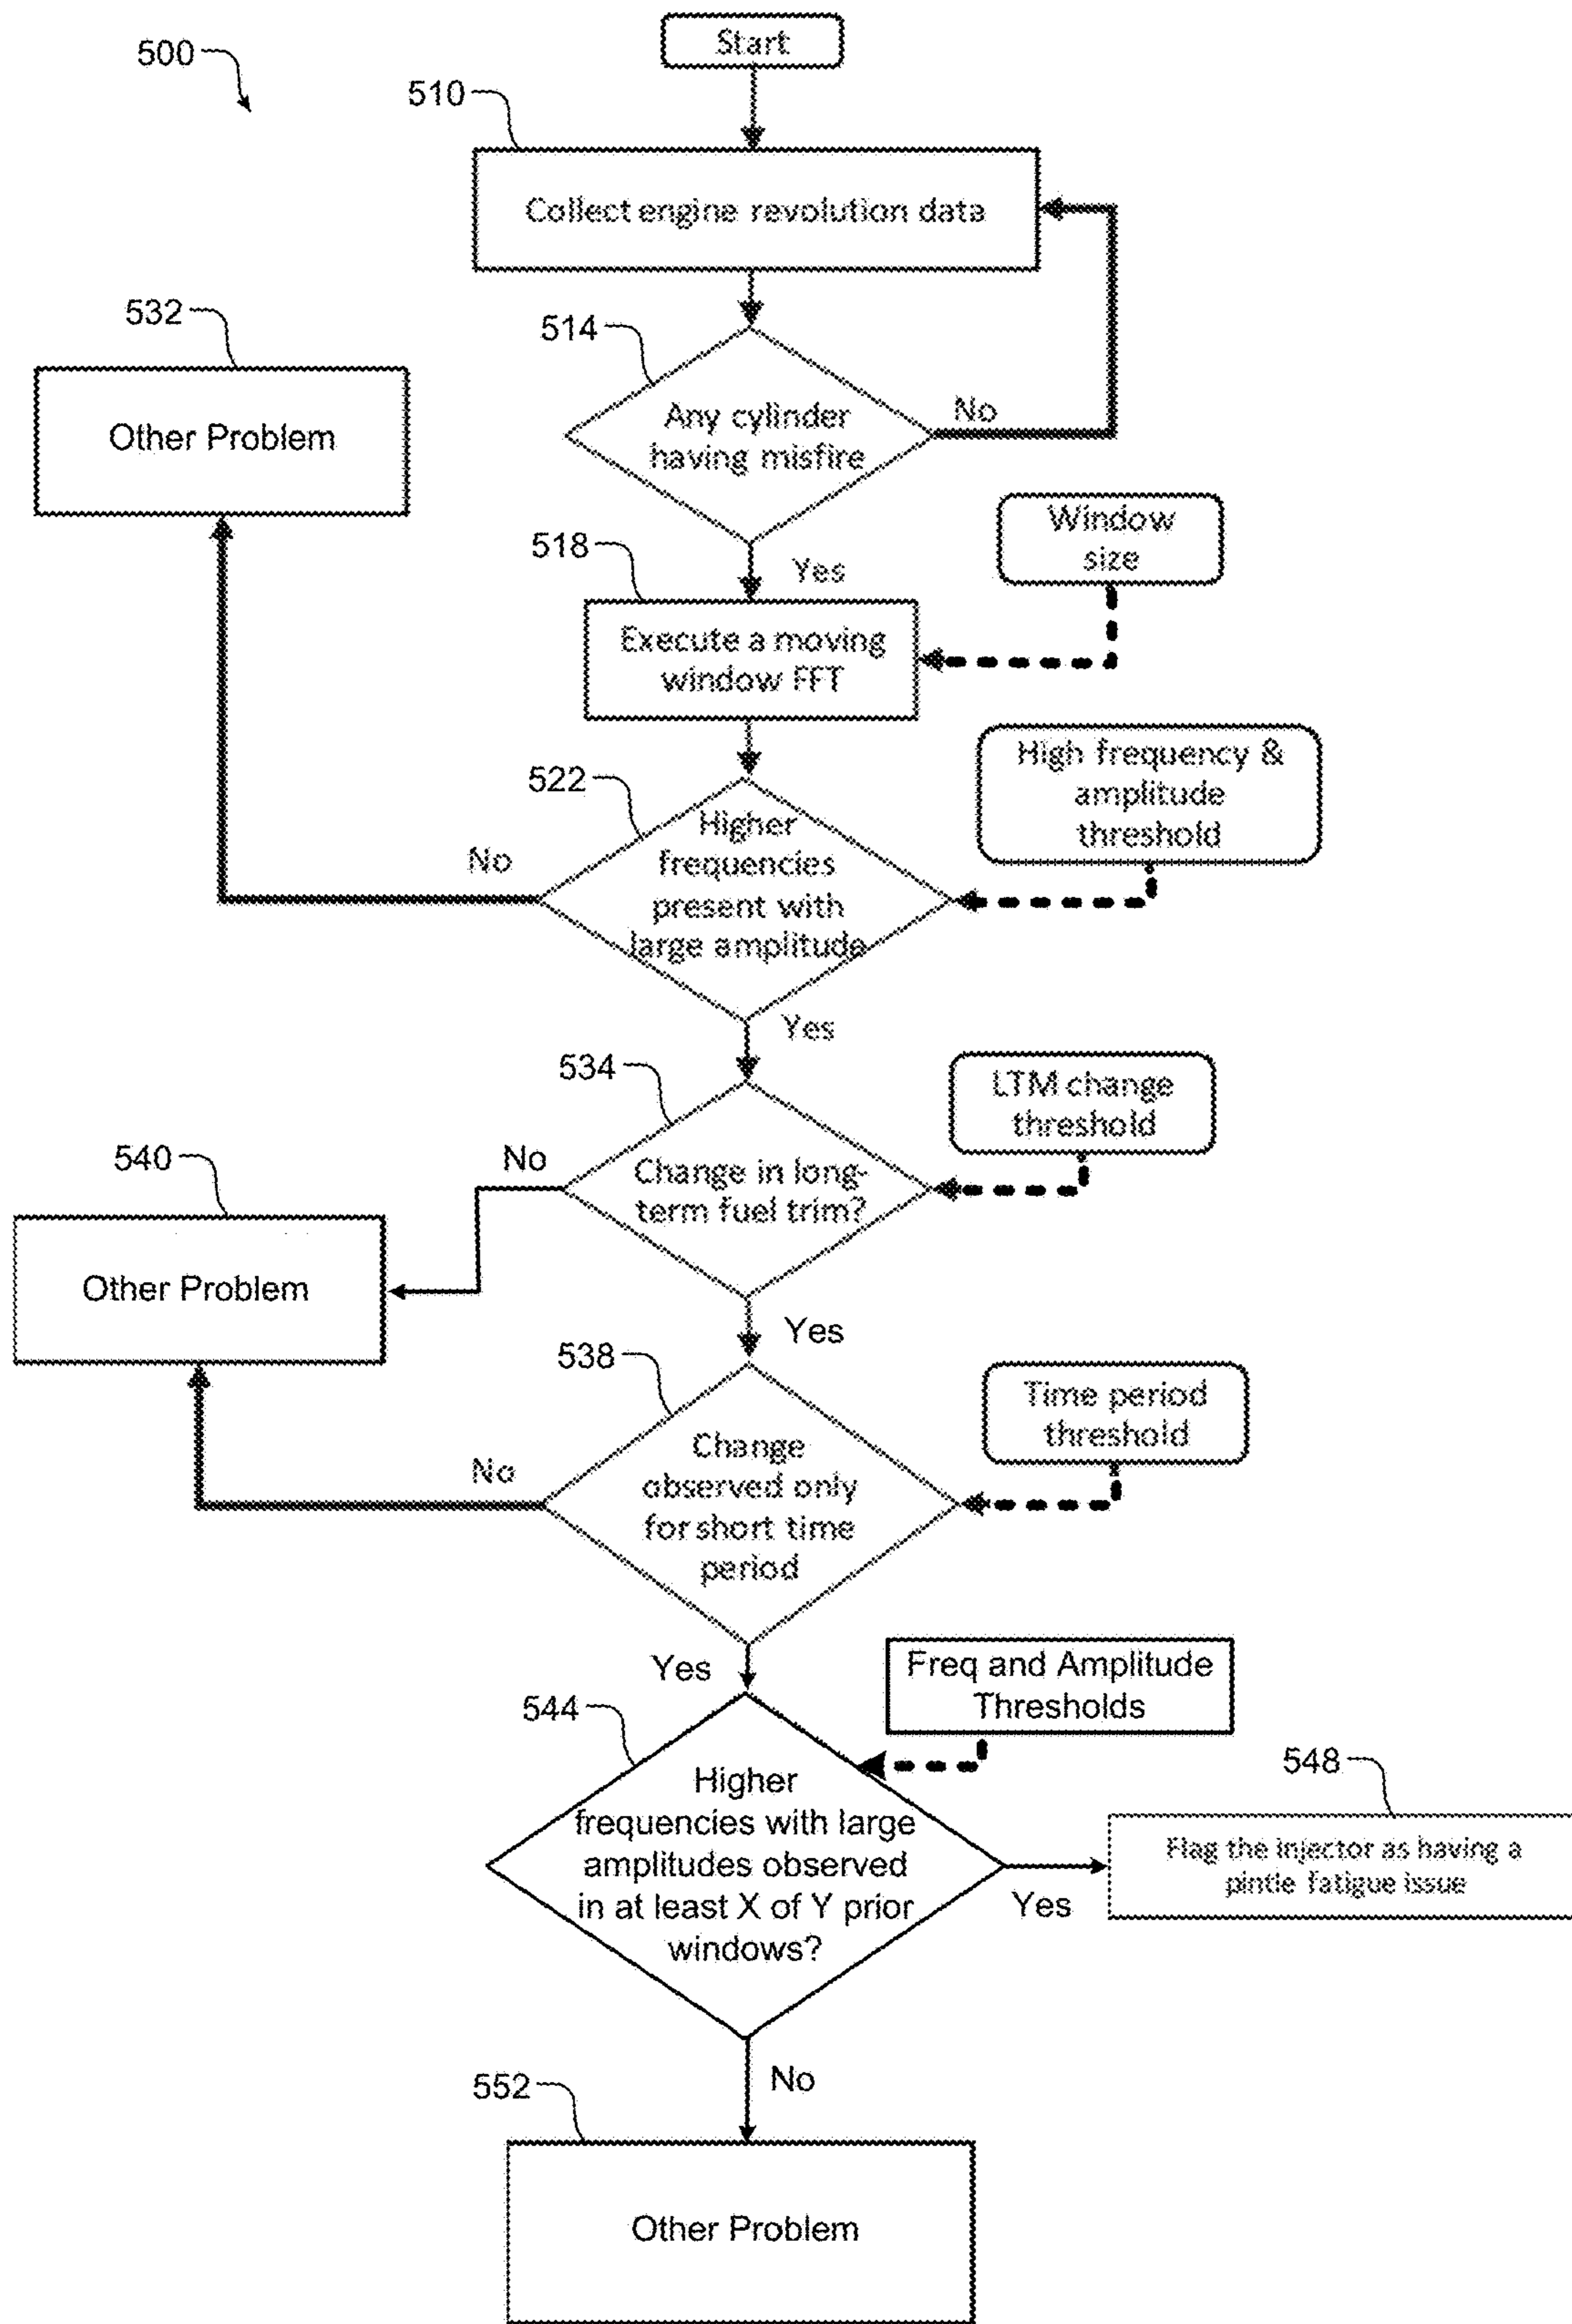 Start
500
510
Collect engine revolution data
532
514
Other Problem
Any cylinder
having misfire
No
Window
size
518
Yes
Execute a moving
window FFT
High frequency &
amplitude
threshold
522
Higher
frequencies
present with
large amplitude
No
Yes
534
LTM change
threshold
540
No
Change in long-
term fuel trim?
Other Problem
Yes
538
Time period
threshold
No
Change
observed only
for short time
period
Yes
Freq and Amplitude
Thresholds
544
548
Higher
frequencies with large
amplitudes observed
in at least X of Y prior
windows?
Flag the injector as having a
pintle fatigue issue
Yes
No
552
Other Problem